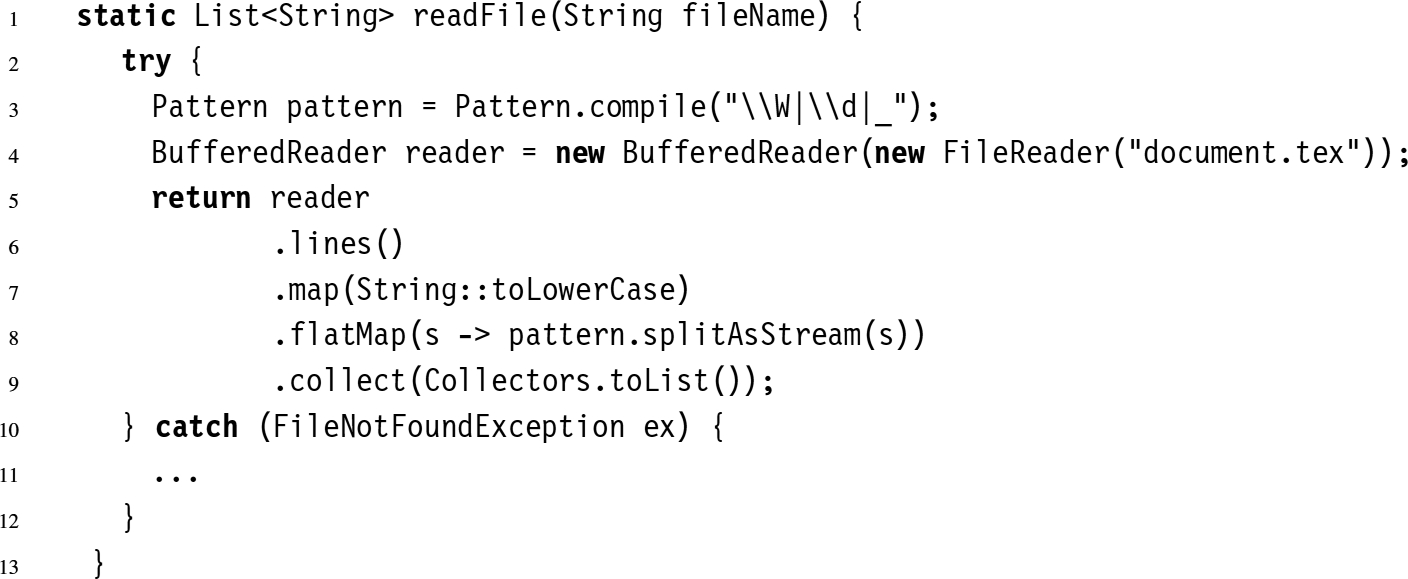 1 static List<String> readFile(String fileName) {
2 try {
3 Pattern pattern = Pattern.compile("\\W|\\d|_");
4 BufferedReader reader = new BufferedReader(new FileReader("document.tex"));
5 return reader
6 .lines()
7 .map(String::toLowerCase)
8 .flatMap(s -> pattern.splitAsStream(s))
9 .collect(Collectors.toList());
10 } catch (FileNotFoundException ex) {
11 ...
12 }
13 }